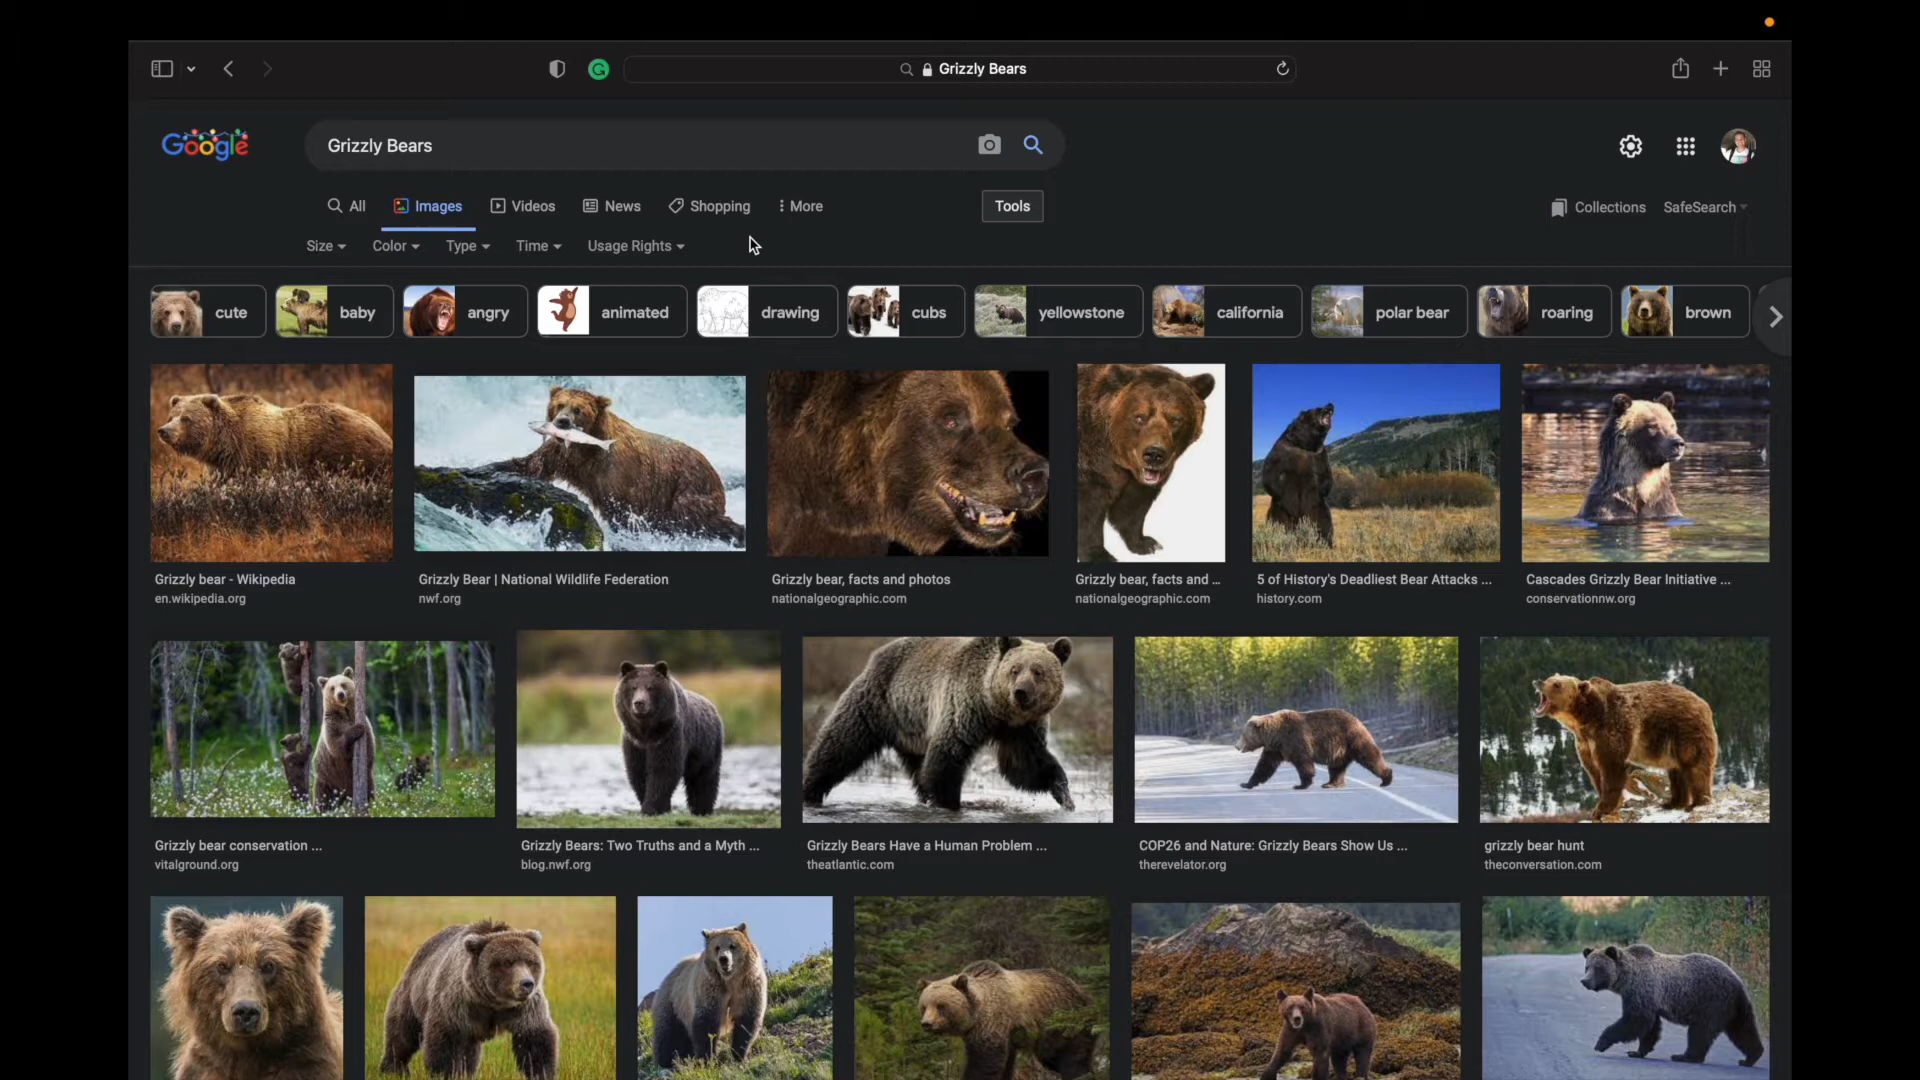 Grizzly Bears
Google
Grizzly Bears
All Images Videos News Shopping More Tools
Collections SafeSearch
Size Color Type Time Usage Rights
cute baby angry animated drawing cubs yellowstone california polar bear roaring brown
Grizzly bear - Wikipedia
en.wikipedia.org
Grizzly Bear | National Wildlife Federation
nwf.org
Grizzly bear, facts and photos
nationalgeographic.com
Grizzly bear, facts and ...
nationalgeographic.com
5 of History's Deadliest Bear Attacks ...
history.com
Cascades Grizzly Bear Initiative ...
conservationnw.org
Grizzly bear conservation ...
vitalground.org
Grizzly Bears: Two Truths and a Myth ...
blog.nwf.org
Grizzly Bears Have a Human Problem ...
theatlantic.com
COP26 and Nature: Grizzly Bears Show Us ...
therevelator.org
grizzly bear hunt
theconversation.com